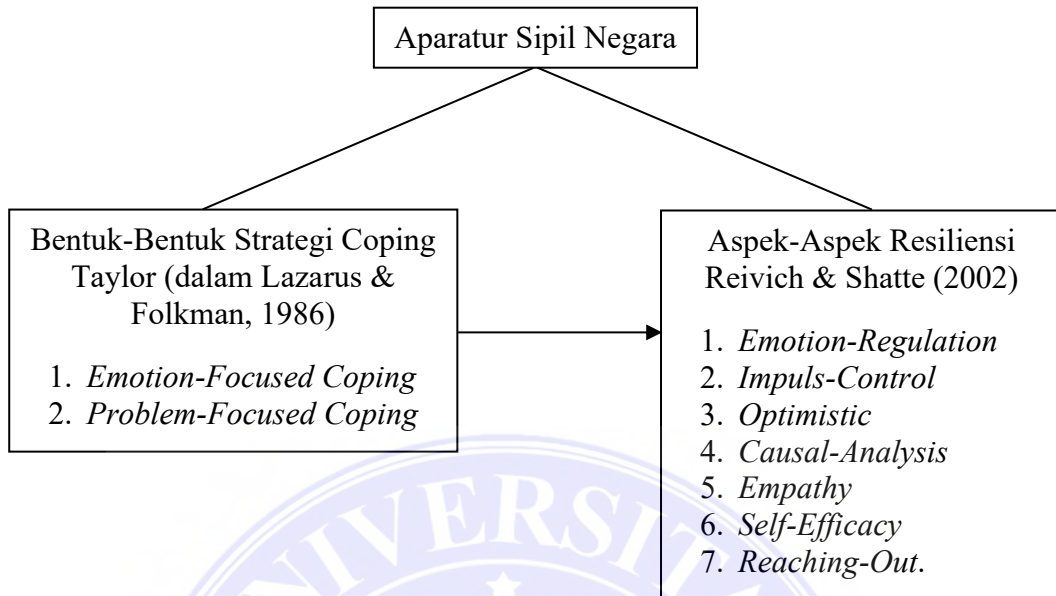 Aparatur Sipil Negara
Bentuk-Bentuk Strategi Coping
Taylor (dalam Lazarus &
Folkman, 1986)
1. Emotion-Focused Coping
2. Problem-Focused Coping
Aspek-Aspek Resiliensi
Reivich & Shatte (2002)
1. Emotion-Regulation
2. Impuls-Control
3. Optimistic
4. Causal-Analysis
5. Empathy
6. Self-Efficacy
7. Reaching-Out.
UNIVERSIT